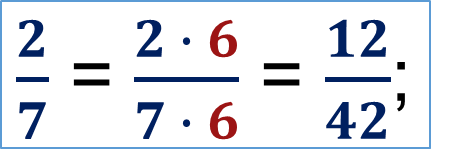 2/7 = 2 · 6/7 · 6 = 12/42;